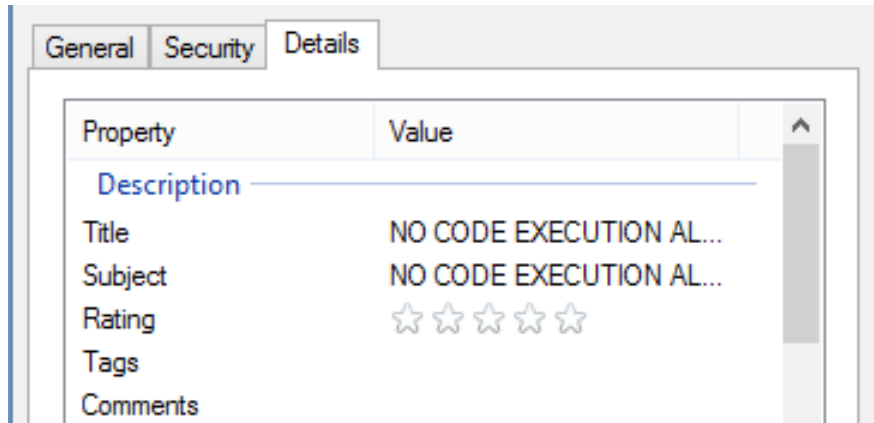 General Security Details
Property Value
Description
Title NO CODE EXECUTION AL...
Subject NO CODE EXECUTION AL...
Rating
Tags
Comments